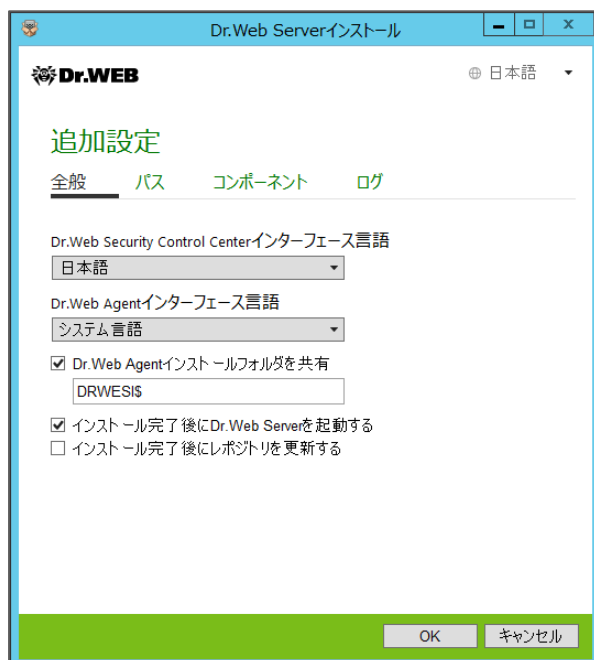 Dr.Web Serverインストール
Dr.WEB
日本語
追加設定
全般 パス コンポーネント ログ
Dr.Web Security Control Centerインターフェース言語
日本語
Dr.Web Agentインターフェース言語
システム言語
Dr.Web Agentインストールフォルダを共有
DRWESI$
インストール完了後にDr.Web Serverを起動する
インストール完了後にレポジトリを更新する
OK キャンセル